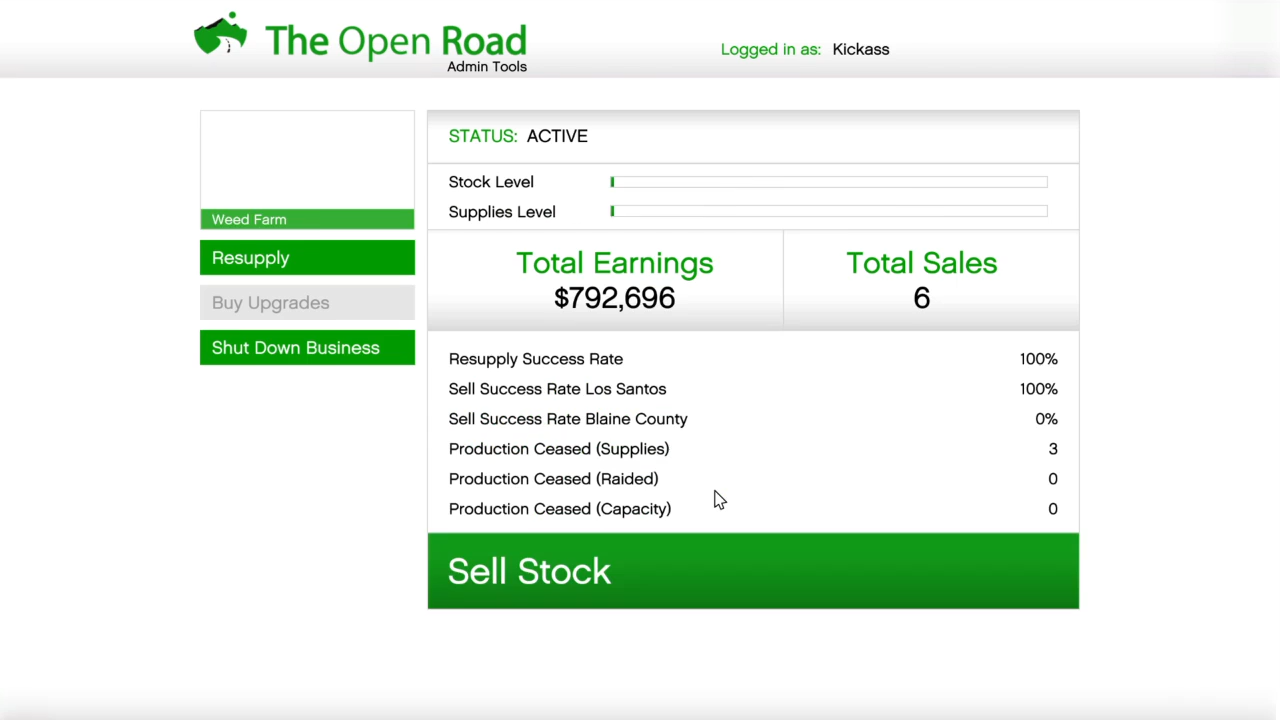 The Open Road
Admin Tools
Logged in as: Kickass
Weed Farm
Resupply
Buy Upgrades
Shut Down Business
STATUS: ACTIVE
Stock Level
Supplies Level
Total Earnings
$792,696
Total Sales
6
Resupply Success Rate 100%
Sell Success Rate Los Santos 100%
Sell Success Rate Blaine County 0%
Production Ceased (Supplies) 3
Production Ceased (Raided) 0
Production Ceased (Capacity) 0
Sell Stock